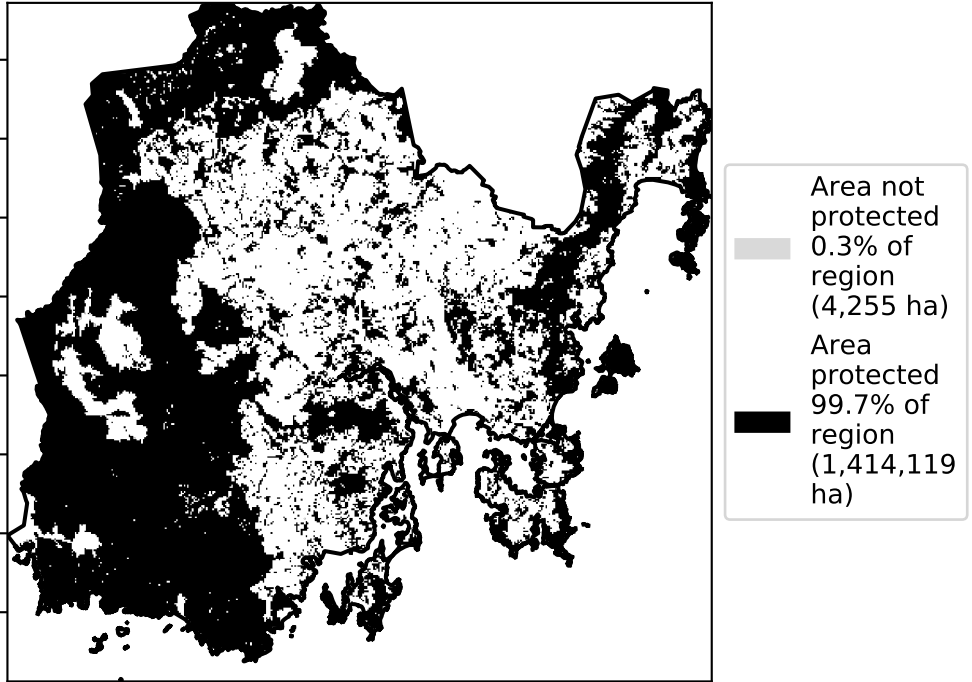 Area not
protected
0.3% of
region
(4,255 ha)
Area
protected
99.7% of
region
(1,414,119
ha)